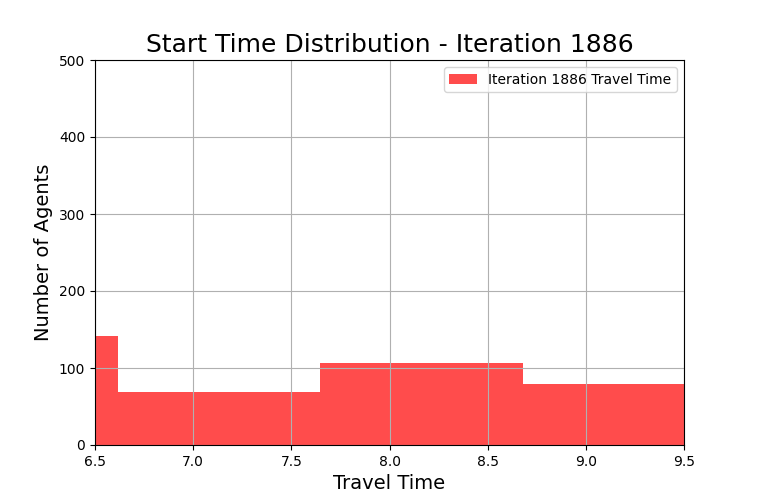 Start Time Distribution - Iteration 1886
Iteration 1886 Travel Time
Number of Agents
500
400
300
200
100
0
6.5 7.0 7.5 8.0 8.5 9.0 9.5
Travel Time